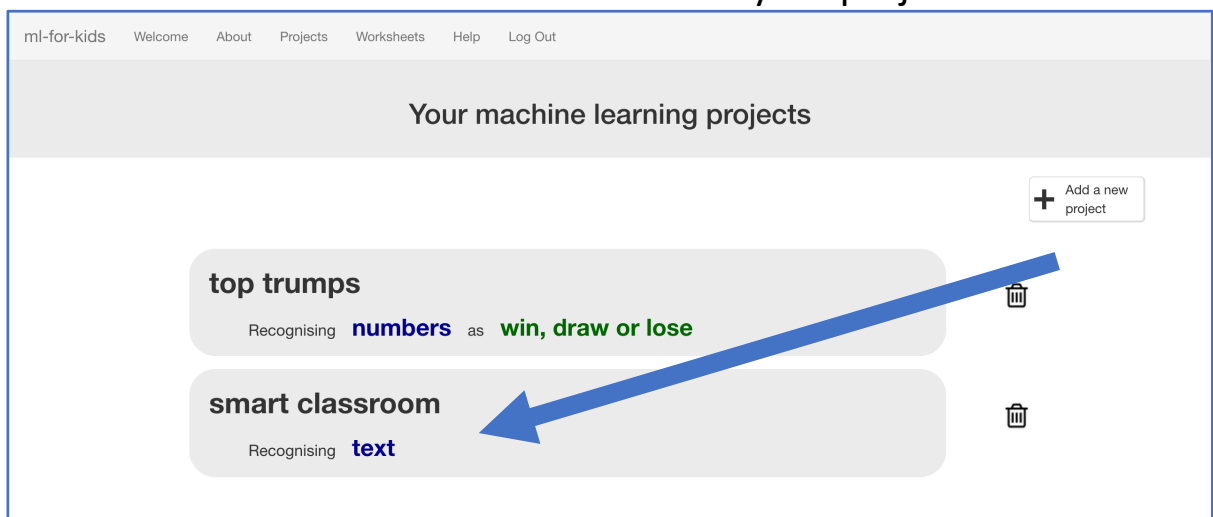 ml-for-kids Welcome About Projects Worksheets Help Log Out
Your machine learning projects
Add a new
project
top trumps
Recognising numbers as win, draw or lose
smart classroom
Recognising text